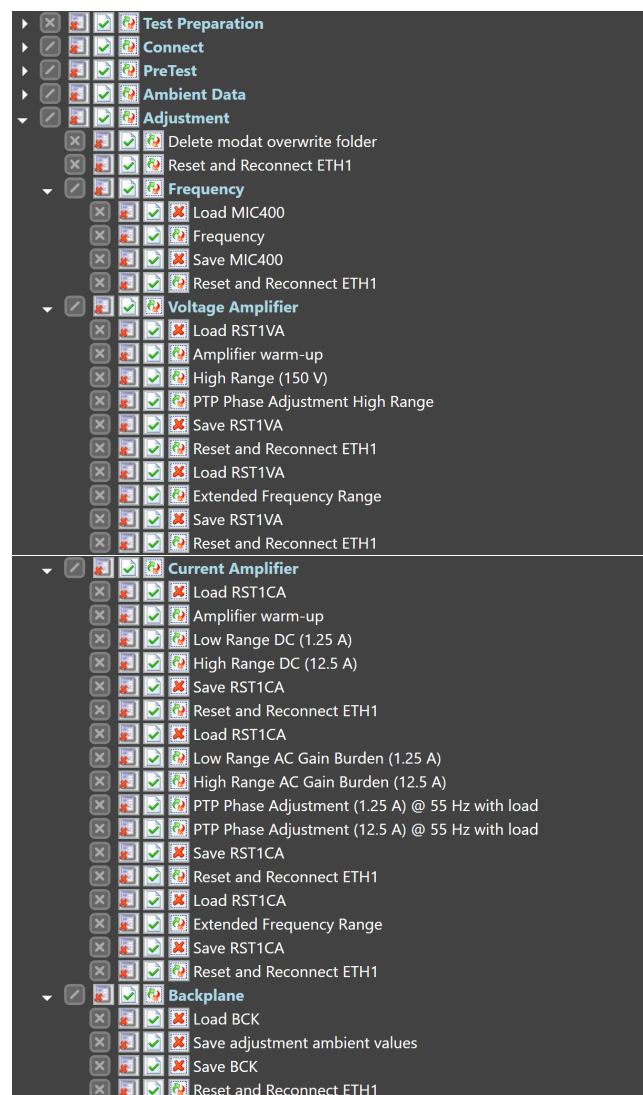 Test Preparation
Connect
PreTest
Ambient Data
Adjustment
Delete modat overwrite folder
Reset and Reconnect ETH1
Frequency
Load MIC400
Frequency
Save MIC400
Reset and Reconnect ETH1
Voltage Amplifier
Load RST1VA
Amplifier warm-up
High Range (150 V)
PTP Phase Adjustment High Range
Save RST1VA
Reset and Reconnect ETH1
Load RST1VA
Extended Frequency Range
Save RST1VA
Reset and Reconnect ETH1
Current Amplifier
Load RST1CA
Amplifier warm-up
Low Range DC (1.25 A)
High Range DC (12.5 A)
Save RST1CA
Reset and Reconnect ETH1
Load RST1CA
Low Range AC Gain Burden (1.25 A)
High Range AC Gain Burden (12.5 A)
PTP Phase Adjustment (1.25 A) @ 55 Hz with load
PTP Phase Adjustment (12.5 A) @ 55 Hz with load
Save RST1CA
Reset and Reconnect ETH1
Load RST1CA
Extended Frequency Range
Save RST1CA
Reset and Reconnect ETH1
Backplane
Load BCK
Save adjustment ambient values
Save BCK
Reset and Reconnect ETH1